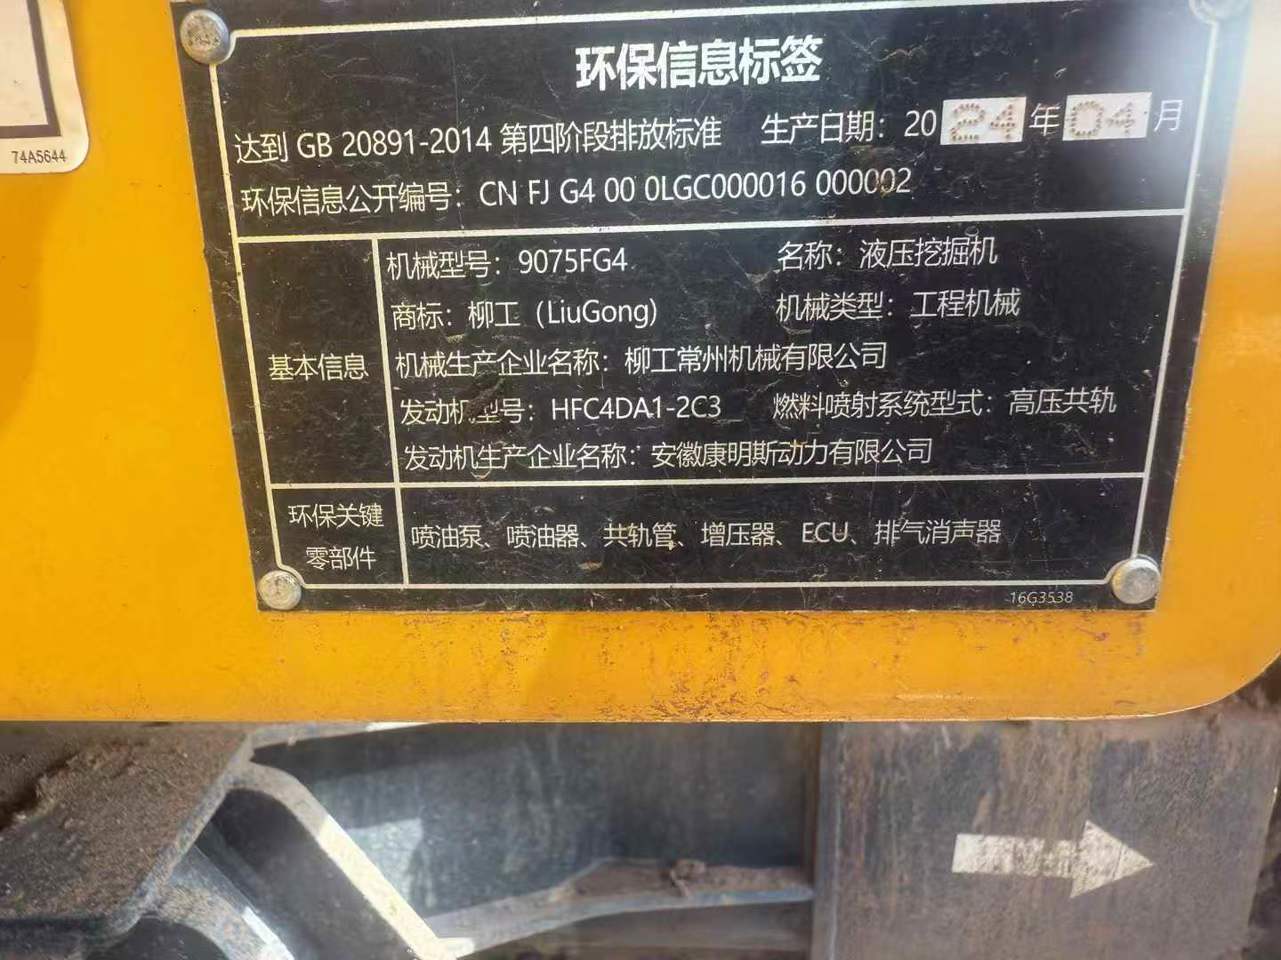 74A5644
环保信息标签
达到 GB 20891-2014 第四阶段排放标准 生产日期：2024年04月
环保信息公开编号：CN FJ G4 00 0LGC000016 000002
基本信息
机械型号：9075FG4 名称：液压挖掘机
商标：柳工（LiuGong） 机械类型：工程机械
机械生产企业名称：柳工常州机械有限公司
发动机型号：HFC4DA1-2C3 燃料喷射系统型式：高压共轨
发动机生产企业名称：安徽康明斯动力有限公司
环保关键
零部件
喷油泵、喷油器、共轨管、增压器、ECU、排气消声器
16G3538